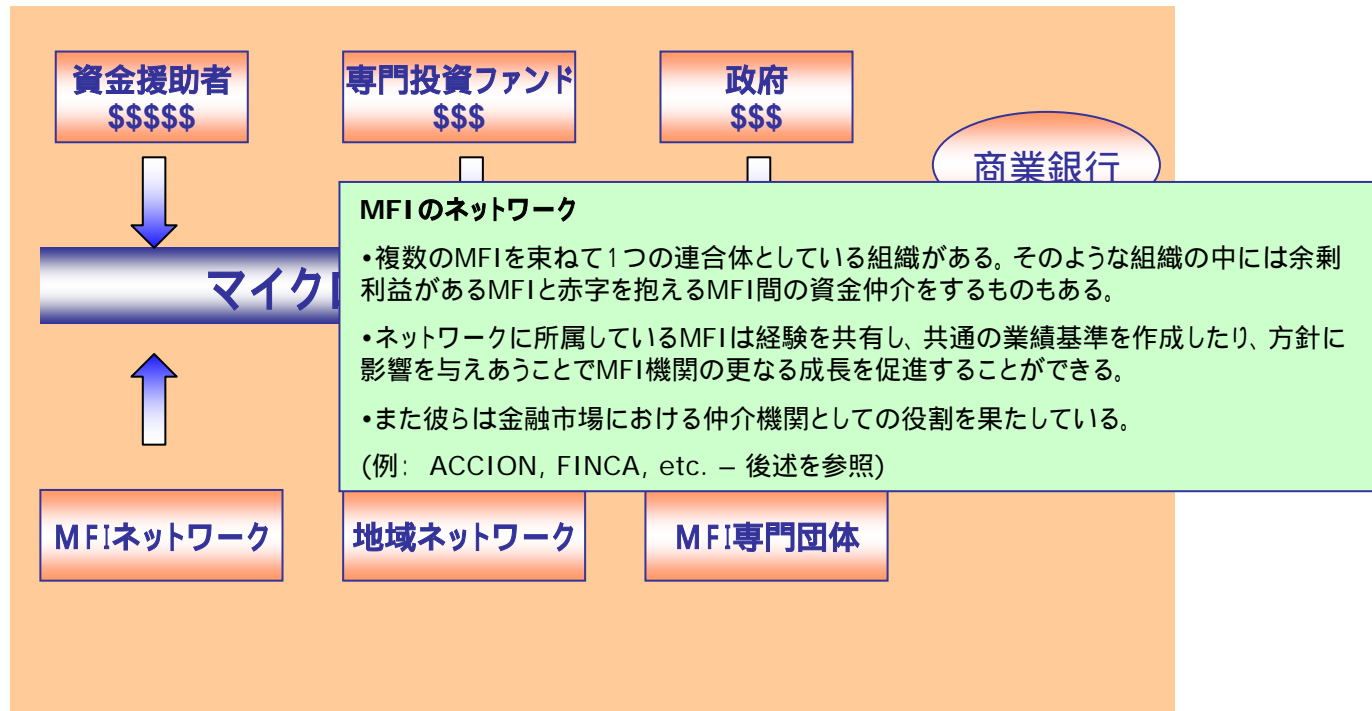 資金援助者
$$$$$
専門投資ファンド
$$$
政府
$$$
商業銀行
マイク
MFIのネットワーク
•複数のMFIを束ねて1つの連合体としている組織がある。そのような組織の中には余剰
利益があるMFIと赤字を抱えるMFI間の資金仲介をするものもある。
•ネットワークに所属しているMFIは経験を共有し、共通の業績基準を作成したり、方針に
影響を与えあうことでMFI機関の更なる成長を促進することができる。
•また彼らは金融市場における仲介機関としての役割を果たしている。
(例: ACCION, FINCA, etc. – 後述を参照)
MFIネットワーク
地域ネットワーク
MFI専門団体